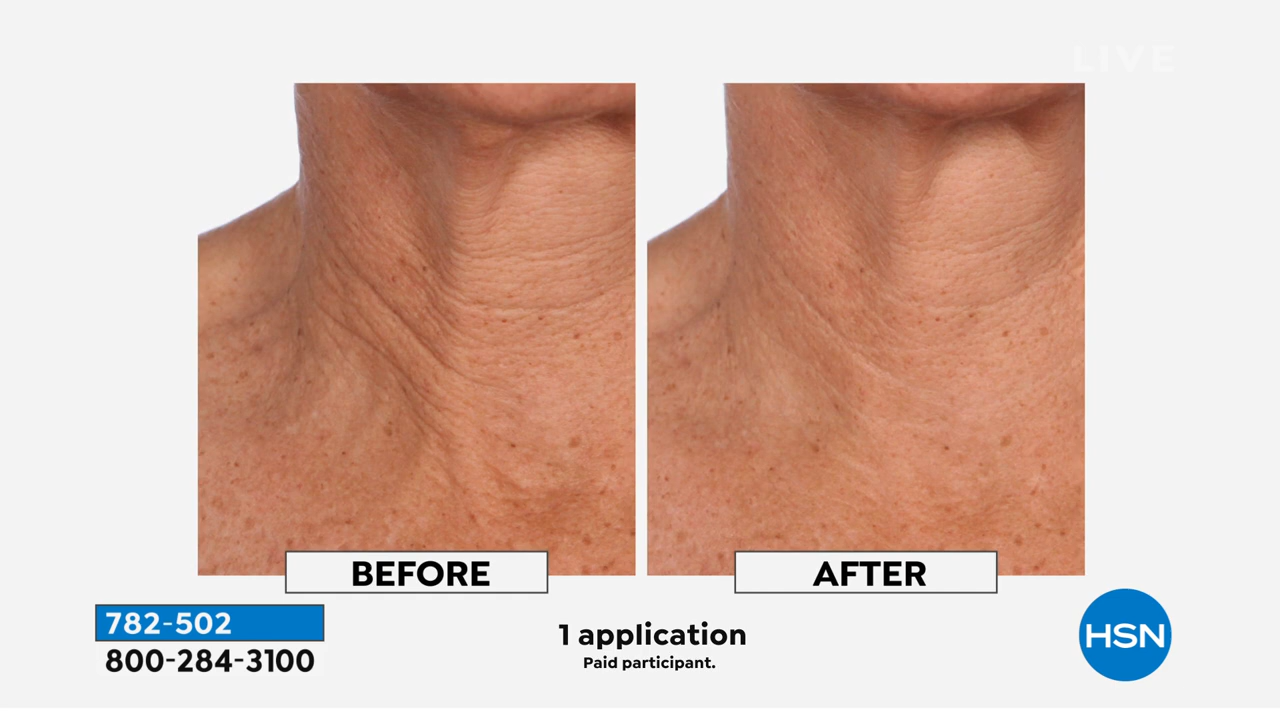 LIVE
BEFORE
AFTER
782-502
800-284-3100
1 application
Paid participant.
HSN